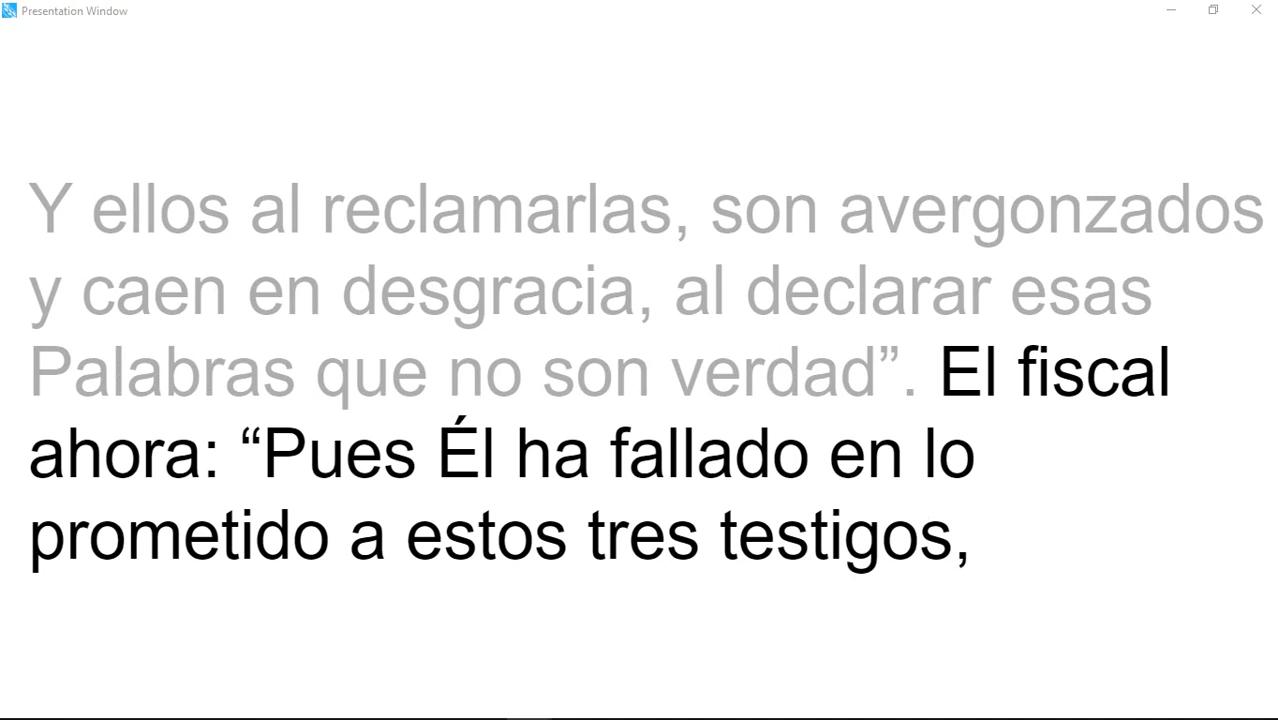 Presentation Window
Y ellos al reclamarlas, son avergonzados
y caen en desgracia, al declarar esas
Palabras que no son verdad”. El fiscal
ahora: “Pues Él ha fallado en lo
prometido a estos tres testigos,